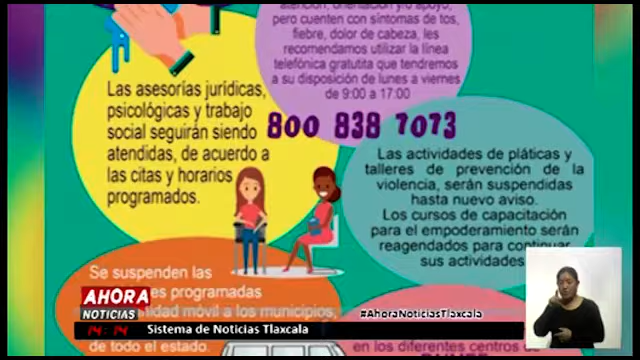 atención, orientación y/o apoyo,
pero cuenten con síntomas de tos,
fiebre, dolor de cabeza, les
recomendamos utilizar la línea
telefónica gratutita que tendremos
a su disposición de lunes a viernes
de 9:00 a 17:00
800 838 7073
Las asesorías jurídicas,
psicológicas y trabajo
social seguirán siendo
atendidas, de acuerdo a
las citas y horarios
programados.
Las actividades de pláticas y
talleres de prevención de la
violencia, serán suspendidas
hasta nuevo aviso.
Los cursos de capacitación
para el empoderamiento serán
reagendados para continuar
sus actividades.
Se suspenden las
programadas
móvil a los municipios,
de todo el estado.
en los diferentes centros de
AHORA
NOTICIAS
#AhoraNoticiasTlaxcala
14:14
Sistema de Noticias Tlaxcala